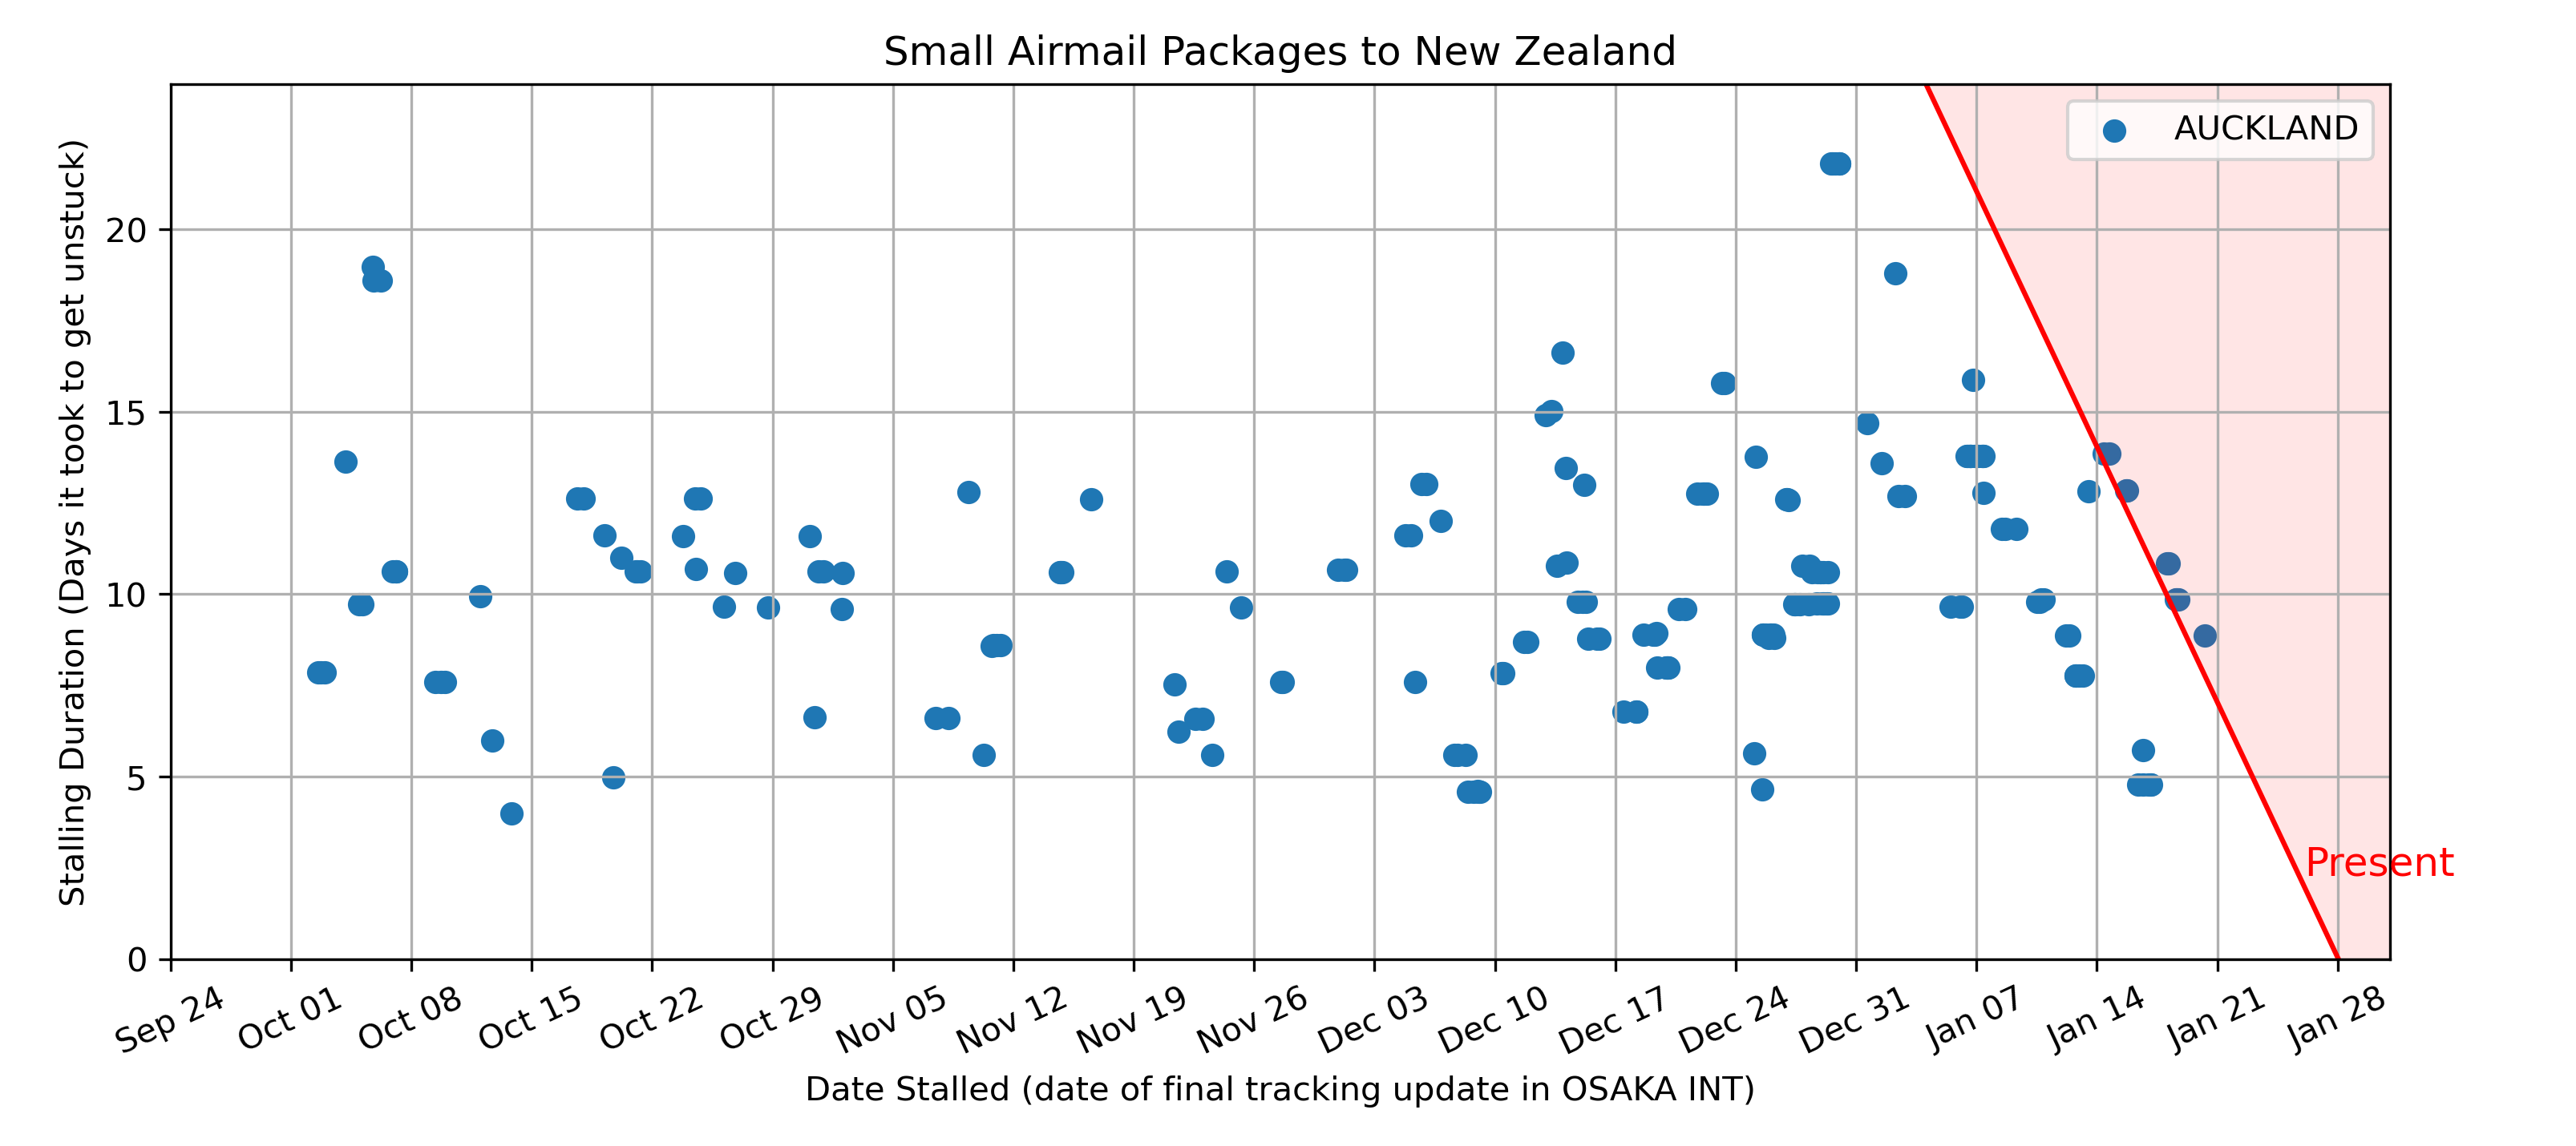 Small Airmail Packages to New Zealand
AUCKLAND
Stalling Duration (Days it took to get unstuck)
20
15
10
5
0
Present
Sep 24 Oct 01 Oct 08 Oct 15 Oct 22 Oct 29 Nov 05 Nov 12 Nov 19 Nov 26 Dec 03 Dec 10 Dec 17 Dec 24 Dec 31 Jan 07 Jan 14 Jan 21 Jan 28
Date Stalled (date of final tracking update in OSAKA INT)